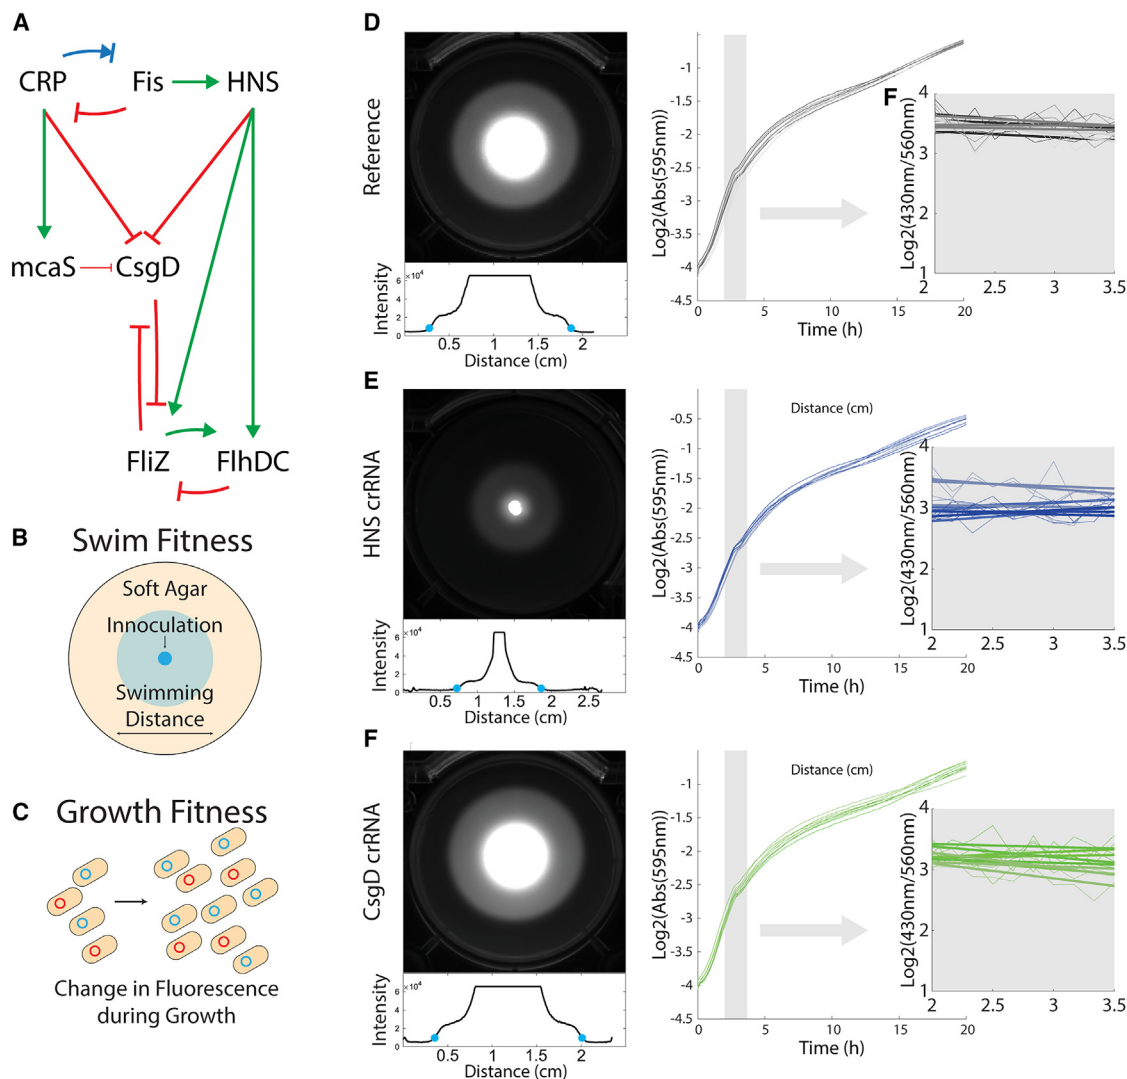 A
CRP
Fis
HNS
mcaS
CsgD
FliZ
FlhDC
B
Swim Fitness
Soft Agar
Innoculation
Swimming
Distance
C
Growth Fitness
Change in Fluorescence
during Growth
D
Reference
Intensity
×10⁴
6
4
2
0
0.5
1
1.5
2
Distance (cm)
Log2(Abs(595nm))
-1
-1.5
-2
-2.5
-3
-3.5
-4
-4.5
0
5
10
15
20
Time (h)
F
Log2(430nm/560nm)
4
3
2
1
2
2.5
3
3.5
E
HNS crRNA
Intensity
×10⁴
6
4
2
0
0.5
1
1.5
2
2.5
Distance (cm)
Log2(Abs(595nm))
-0.5
-1
-1.5
-2
-2.5
-3
-3.5
-4
-4.5
0
5
10
15
20
Time (h)
Distance (cm)
Log2(430nm/560nm)
4
3
2
1
2
2.5
3
3.5
F
CsgD crRNA
Intensity
×10⁴
6
4
2
0
0.5
1
1.5
2
Distance (cm)
Log2(Abs(595nm))
-1
-1.5
-2
-2.5
-3
-3.5
-4
-4.5
0
5
10
15
20
Time (h)
Distance (cm)
Log2(430nm/560nm)
4
3
2
1
2
2.5
3
3.5